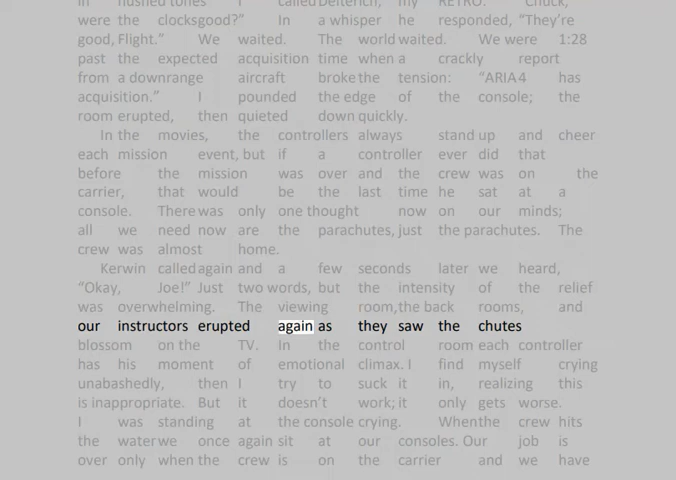 in hushed tones I called Deiterich, my RETRO. "Chuck,
were the clocks good?" In a whisper he responded, "They're
good, Flight." We waited. The world waited. We were 1:28
past the expected acquisition time when a crackly report
from a downrange aircraft broke the tension: "ARIA 4 has
acquisition." I pounded the edge of the console; the
room erupted, then quieted down quickly.
In the movies, the controllers always stand up and cheer
each mission event, but if a controller ever did that
before the mission was over and the crew was on the
carrier, that would be the last time he sat at a
console. There was only one thought now on our minds;
all we need now are the parachutes, just the parachutes. The
crew was almost home.
Kerwin called again and a few seconds later we heard,
"Okay, Joe!" Just two words, but the intensity of the relief
was overwhelming. The viewing room, the back rooms, and
our instructors erupted again as they saw the chutes
blossom on the TV. In the control room each controller
has his moment of emotional climax. I find myself crying
unabashedly, then I try to suck it in, realizing this
is inappropriate. But it doesn't work; it only gets worse.
I was standing at the console crying. When the crew hits
the water we once again sit at our consoles. Our job is
over only when the crew is on the carrier and we have